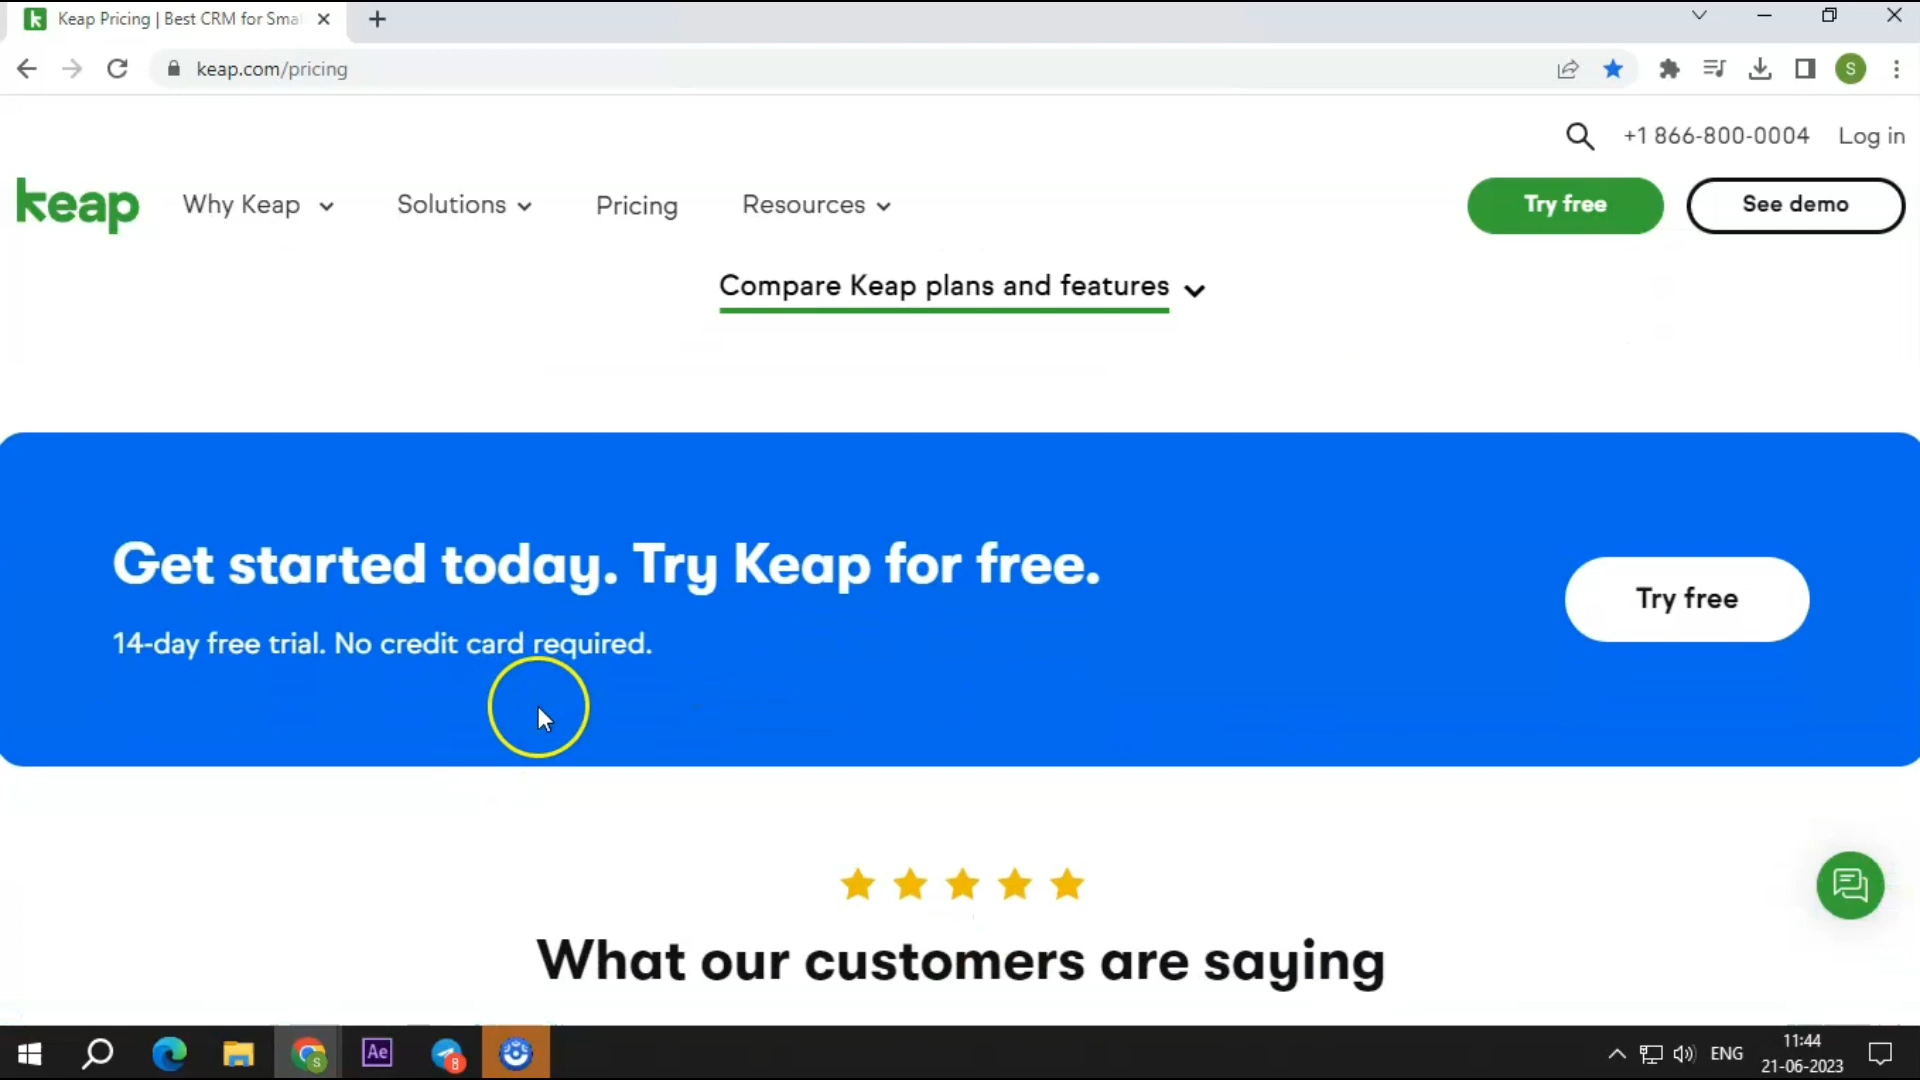 Keap Pricing | Best CRM for Sma
keap.com/pricing
S
+1 866-800-0004 Log in
keap Why Keap Solutions Pricing Resources Try free See demo
Compare Keap plans and features
Get started today. Try Keap for free.
14-day free trial. No credit card required.
Try free
What our customers are saying
S Ae 8 ENG 11:44
21-06-2023